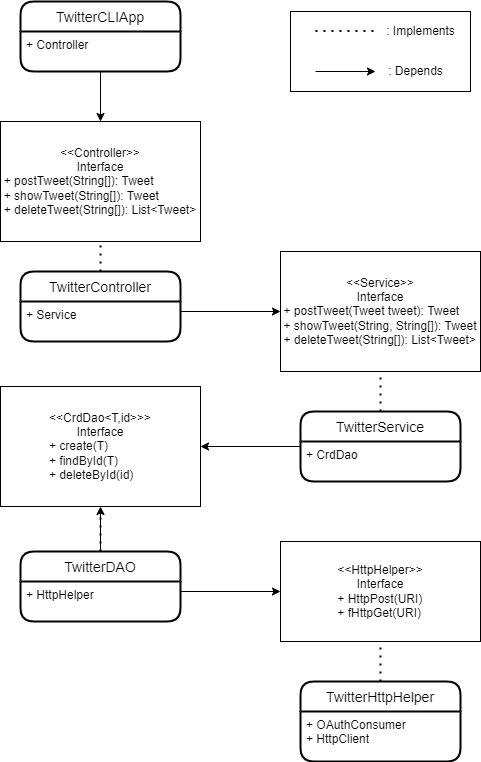 TwitterCLIApp
+ Controller
: Implements
: Depends
<<Controller>>
Interface
+ postTweet(String[]): Tweet
+ showTweet(String[]): Tweet
+ deleteTweet(String[]): List<Tweet>
TwitterController
+ Service
<<Service>>
Interface
+ postTweet(Tweet tweet): Tweet
+ showTweet(String, String[]): Tweet
+ deleteTweet(String[]): List<Tweet>
<<CrdDao<T,id>>>>
Interface
+ create(T)
+ findById(T)
+ deleteById(id)
TwitterService
+ CrdDao
TwitterDAO
+ HttpHelper
<<HttpHelper>>
Interface
+ HttpPost(URI)
+ fHttpGet(URI)
TwitterHttpHelper
+ OAuthConsumer
+ HttpClient